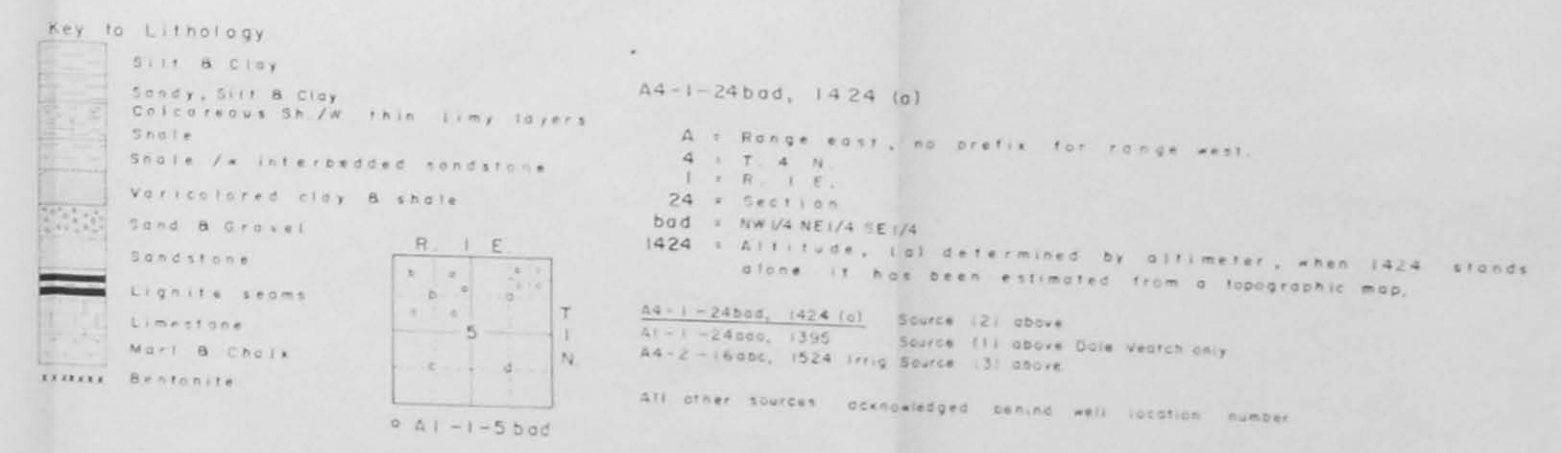 Key to Lithology
Silt & Clay
Sandy, Silt & Clay
Calcareous Sh./w thin limy layers
Shale
Shale /w interbedded sandstone
Varicolored clay & shale
Sand & Gravel
Sandstone
Lignite seams
Limestone
Marl & Chalk
xxxxxxx Bentonite
R. 1 E.
b a
b a
b a
c d
5
c d
T
1
N.
o A1-1-5bad
A4-1-24bad, 1424 (a)
A = Range east, no prefix for range west.
4 = T. 4 N.
1 = R. 1 E.
24 = Section
bad = NW1/4 NE1/4 SE1/4
1424 = Altitude, (a) determined by altimeter, when 1424 stands
alone it has been estimated from a topographic map.
A4-1-24bad, 1424 (a) Source (2) above
A1-1-24aaa, 1395 Source (1) above Dale Veatch only
A4-2-16abc, 1524 Irrig Source (3) above
All other sources acknowledged behind well location number